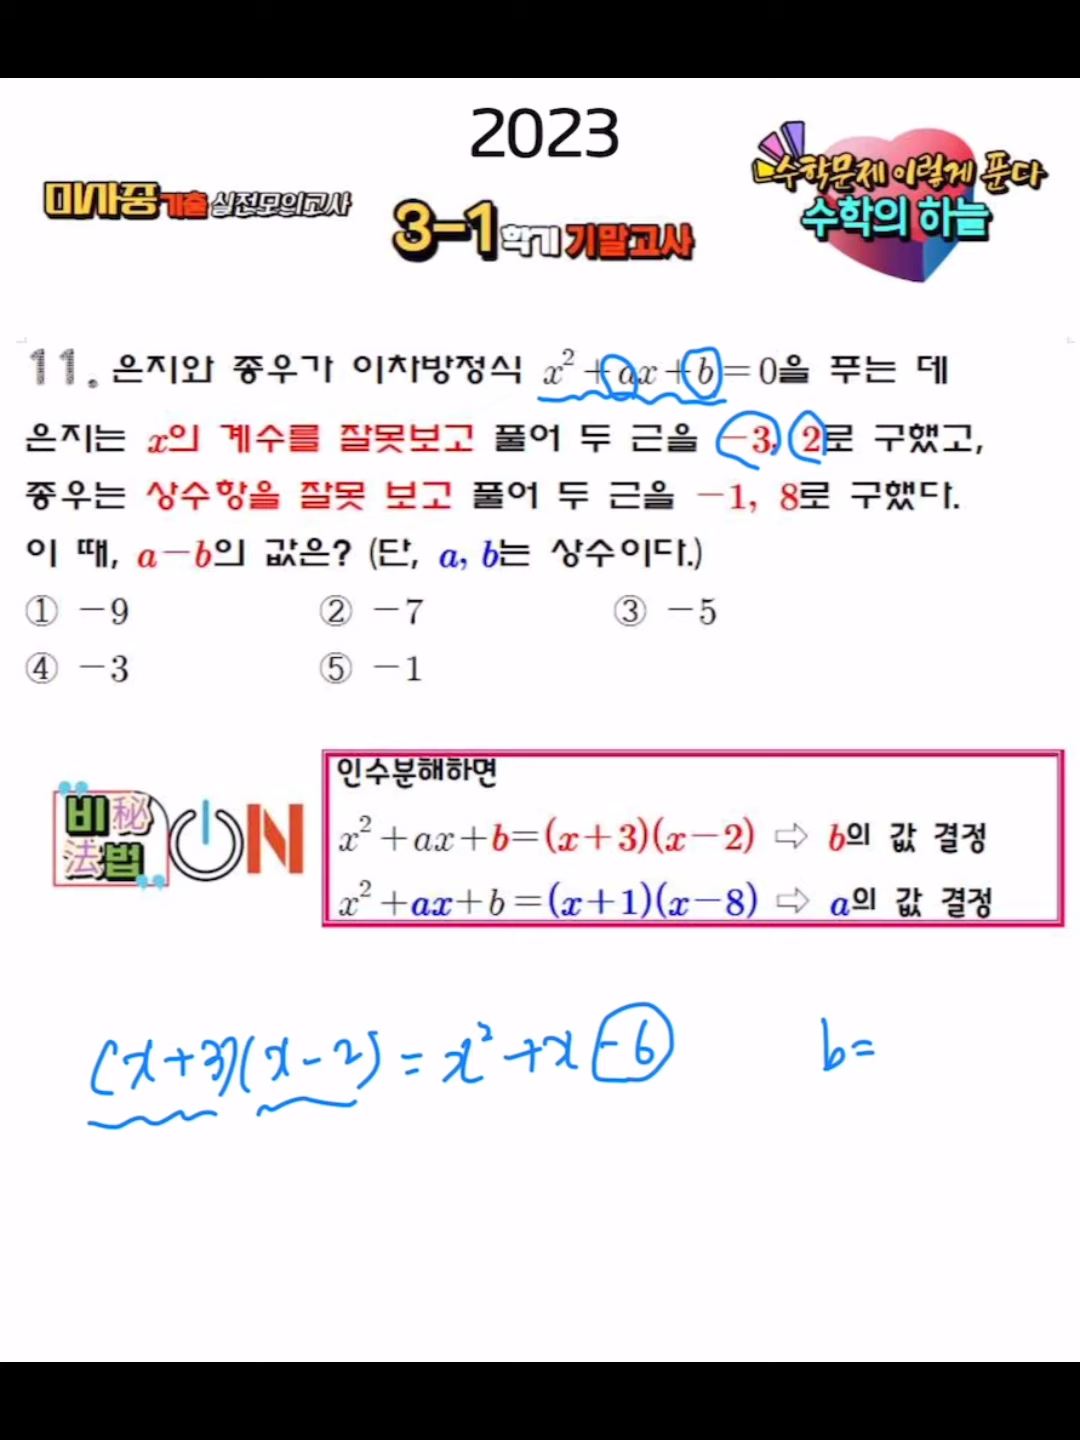 2023
미사중기출 실전모의고사
3-1학기 기말고사
수학문제 이렇게 푼다
수학의 하늘
11. 은지와 종우가 이차방정식 x²+ax+b=0을 푸는 데
은지는 x의 계수를 잘못보고 풀어 두 근을 −3, 2로 구했고,
종우는 상수항을 잘못 보고 풀어 두 근을 −1, 8로 구했다.
이 때, a−b의 값은? (단, a, b는 상수이다.)
① −9 ② −7 ③ −5
④ −3 ⑤ −1
비秘
法법
ON
인수분해하면
x²+ax+b=(x+3)(x−2) ⇨ b의 값 결정
x²+ax+b=(x+1)(x−8) ⇨ a의 값 결정
(x+3)(x-2)=x²+x-6 b=